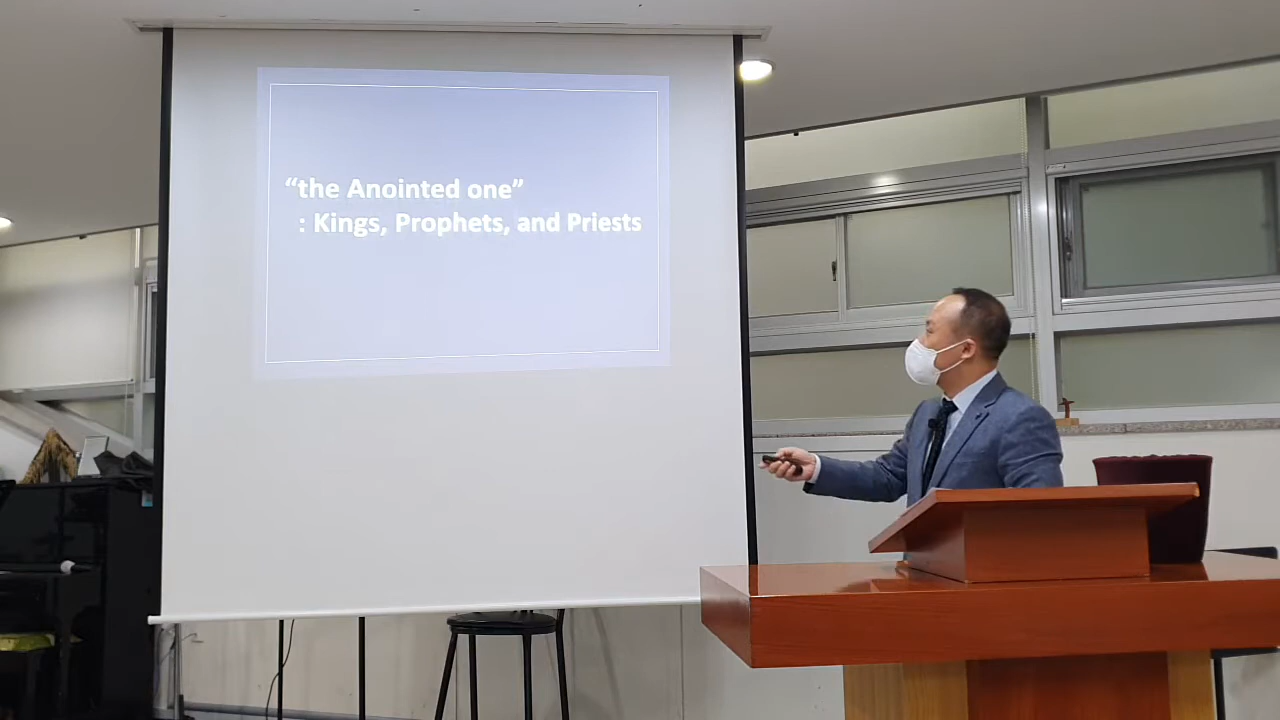 “the Anointed one”
: Kings, Prophets, and Priests